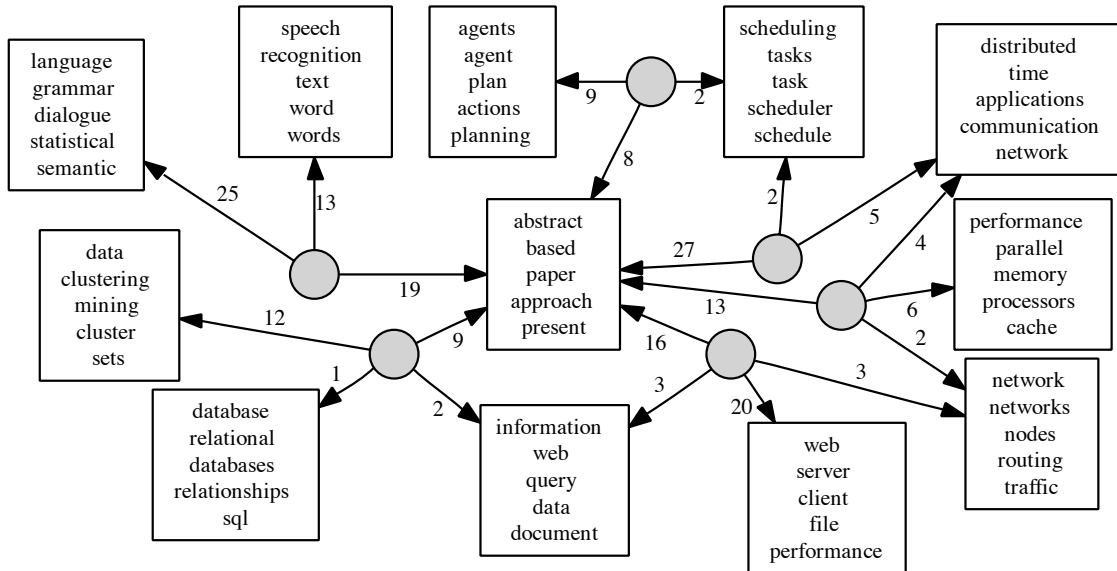 speech
recognition
text
word
words
agents
agent
plan
actions
planning
scheduling
tasks
task
scheduler
schedule
distributed
time
applications
communication
network
language
grammar
dialogue
statistical
semantic
9
2
8
25
13
2
5
4
abstract
based
paper
approach
present
performance
parallel
memory
processors
cache
data
clustering
mining
cluster
sets
19
27
13
6
2
12
9
16
1
2
3
20
3
database
relational
databases
relationships
sql
information
web
query
data
document
web
server
client
file
performance
network
networks
nodes
routing
traffic